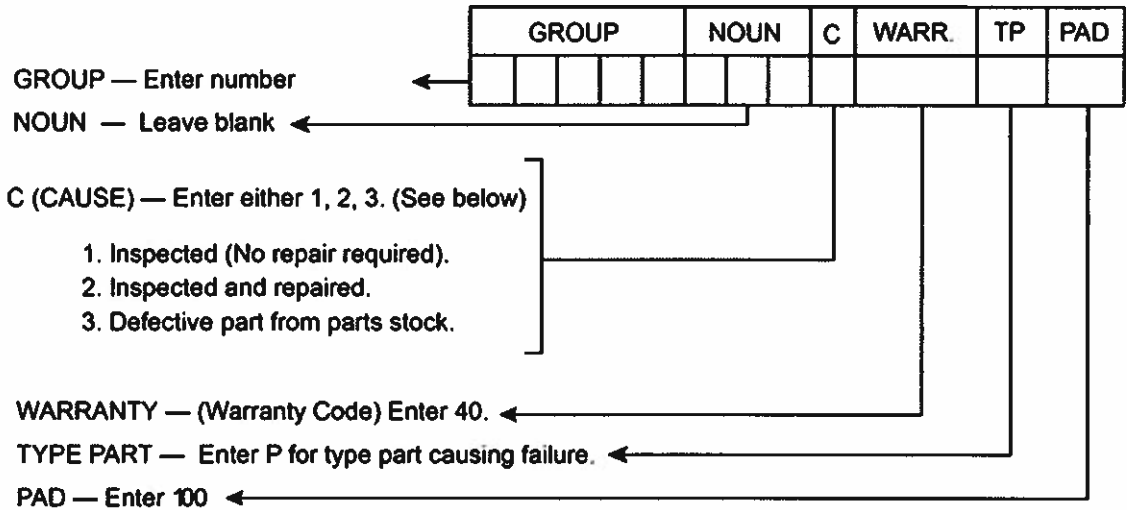 GROUP NOUN C WARR. TP PAD
GROUP — Enter number
NOUN — Leave blank
C (CAUSE) — Enter either 1, 2, 3. (See below)
1. Inspected (No repair required).
2. Inspected and repaired.
3. Defective part from parts stock.
WARRANTY — (Warranty Code) Enter 40.
TYPE PART — Enter P for type part causing failure.
PAD — Enter 100